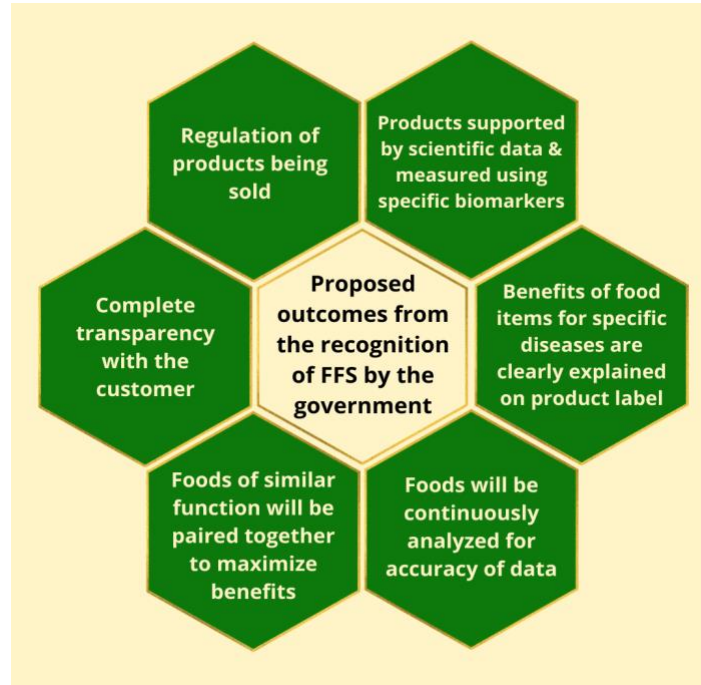 Regulation of
products being
sold
Products supported
by scientific data &
measured using
specific biomarkers
Complete
transparency
with the
customer
Proposed
outcomes from
the recognition
of FFS by the
government
Benefits of food
items for specific
diseases are
clearly explained
on product label
Foods of similar
function will be
paired together
to maximize
benefits
Foods will be
continuously
analyzed for
accuracy of data